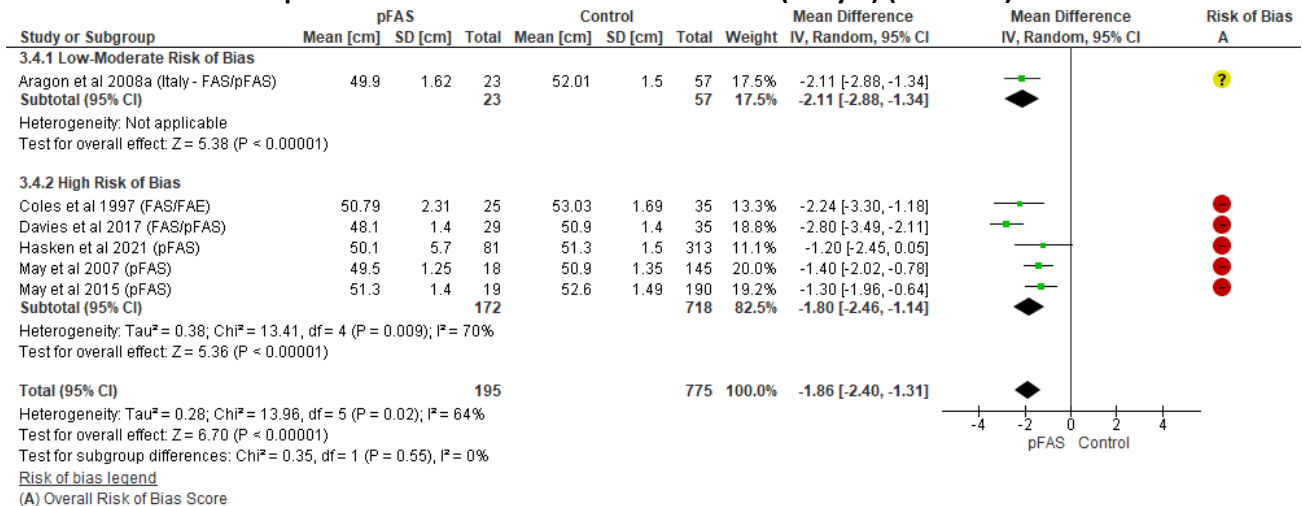 pFAS Control Mean Difference Mean Difference Risk of Bias
Study or Subgroup Mean [cm] SD [cm] Total Mean [cm] SD [cm] Total Weight IV, Random, 95% CI IV, Random, 95% CI A
3.4.1 Low-Moderate Risk of Bias
Aragon et al 2008a (Italy - FAS/pFAS) 49.9 1.62 23 52.01 1.5 57 17.5% -2.11 [-2.88, -1.34] ?
Subtotal (95% CI) 23 57 17.5% -2.11 [-2.88, -1.34]
Heterogeneity: Not applicable
Test for overall effect: Z = 5.38 (P < 0.00001)
3.4.2 High Risk of Bias
Coles et al 1997 (FAS/FAE) 50.79 2.31 25 53.03 1.69 35 13.3% -2.24 [-3.30, -1.18]
Davies et al 2017 (FAS/pFAS) 48.1 1.4 29 50.9 1.4 35 18.8% -2.80 [-3.49, -2.11]
Hasken et al 2021 (pFAS) 50.1 5.7 81 51.3 1.5 313 11.1% -1.20 [-2.45, 0.05]
May et al 2007 (pFAS) 49.5 1.25 18 50.9 1.35 145 20.0% -1.40 [-2.02, -0.78]
May et al 2015 (pFAS) 51.3 1.4 19 52.6 1.49 190 19.2% -1.30 [-1.96, -0.64]
Subtotal (95% CI) 172 718 82.5% -1.80 [-2.46, -1.14]
Heterogeneity: Tau² = 0.38; Chi² = 13.41, df = 4 (P = 0.009); I² = 70%
Test for overall effect: Z = 5.36 (P < 0.00001)
Total (95% CI) 195 775 100.0% -1.86 [-2.40, -1.31]
Heterogeneity: Tau² = 0.28; Chi² = 13.96, df = 5 (P = 0.02); I² = 64%
Test for overall effect: Z = 6.70 (P < 0.00001)
Test for subgroup differences: Chi² = 0.35, df = 1 (P = 0.55), I² = 0%
-4 -2 0 2 4
pFAS Control
Risk of bias legend
(A) Overall Risk of Bias Score